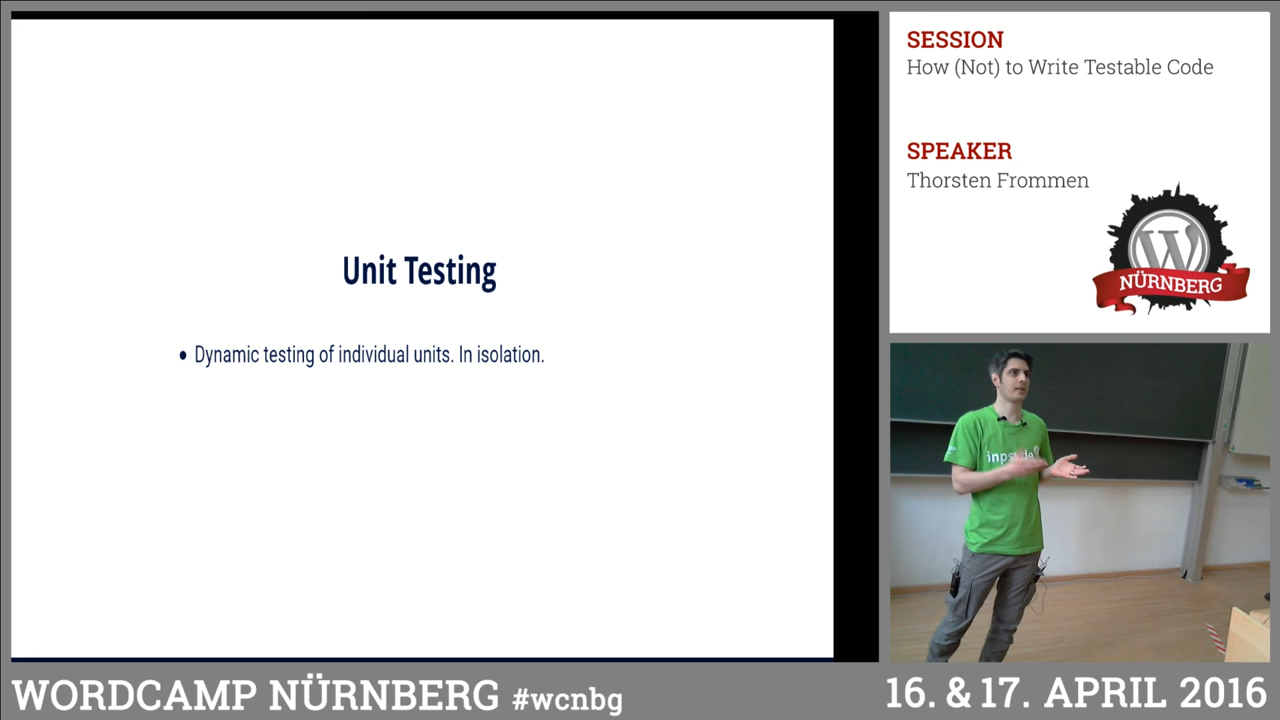 Unit Testing
• Dynamic testing of individual units. In isolation.
SESSION
How (Not) to Write Testable Code
SPEAKER
Thorsten Frommen
W
NÜRNBERG
WORDCAMP NÜRNBERG #wcnbg
16. & 17. APRIL 2016